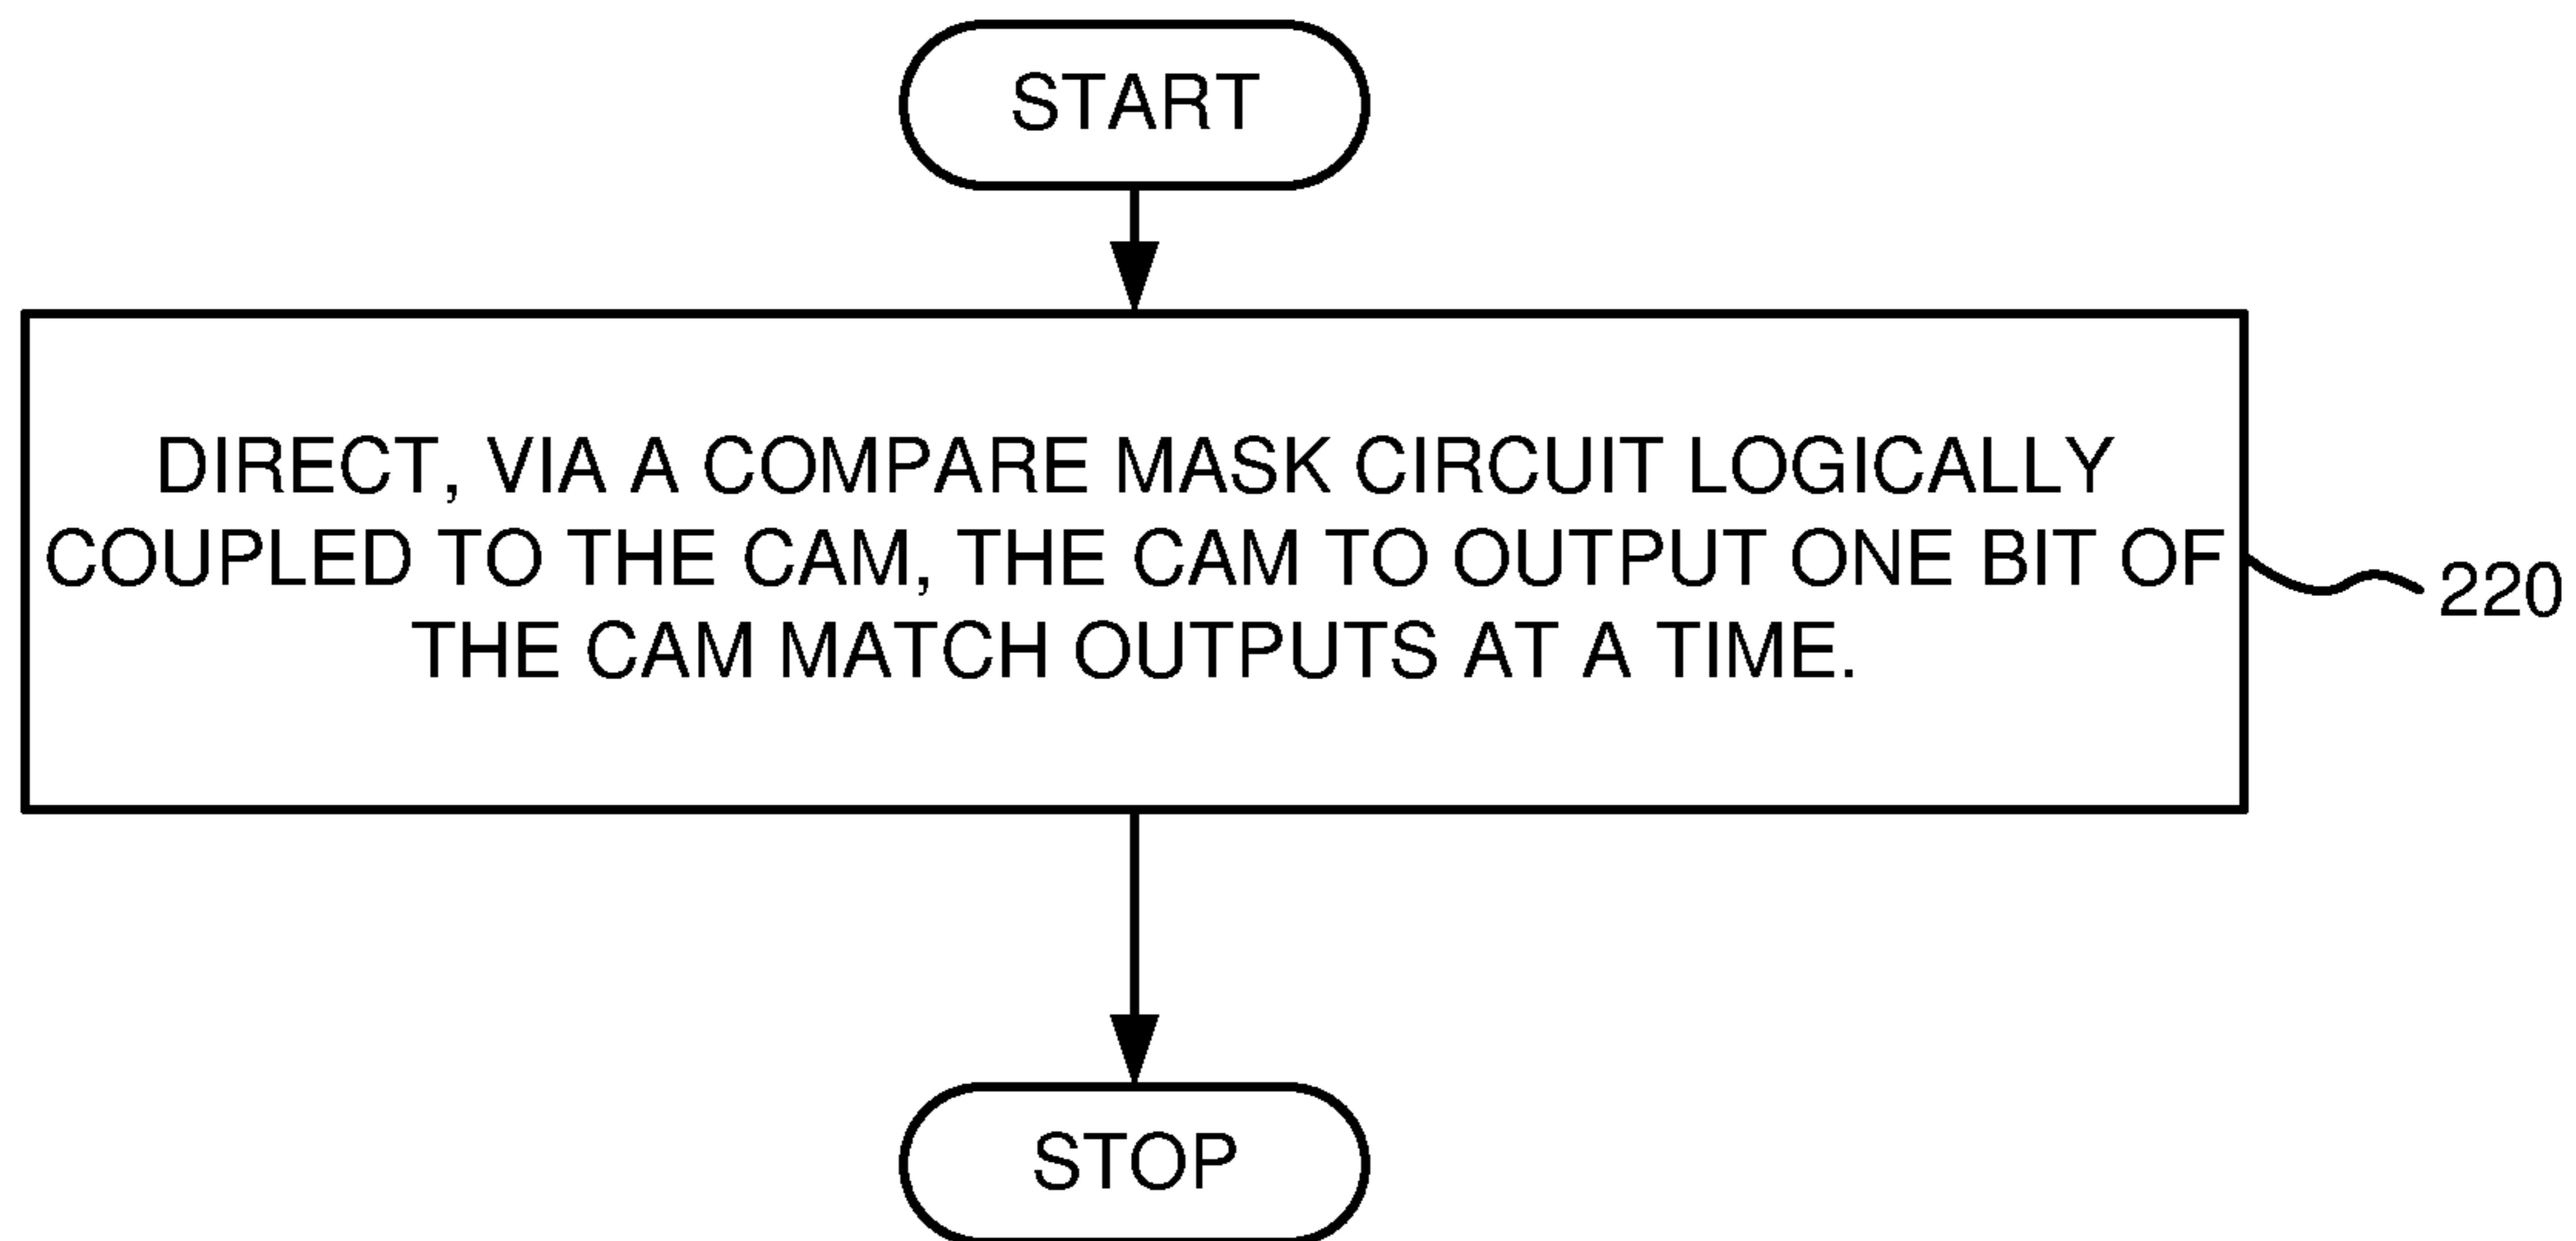 START
DIRECT, VIA A COMPARE MASK CIRCUIT LOGICALLY
COUPLED TO THE CAM, THE CAM TO OUTPUT ONE BIT OF
THE CAM MATCH OUTPUTS AT A TIME.
220
STOP